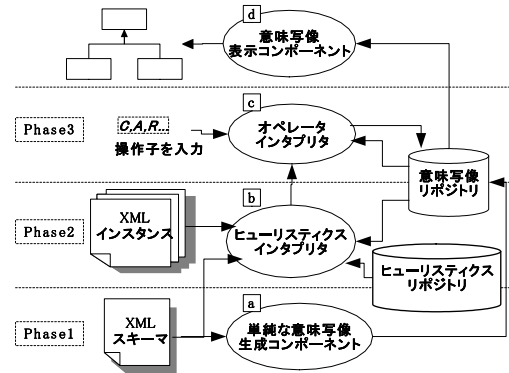 d
意味写像
表示コンポーネント
c
Phase3
C,A,R...
操作子を入力
オペレータ
インタプリタ
意味写像
リポジトリ
b
Phase2
XML
インスタンス
ヒューリスティクス
インタプリタ
ヒューリスティクス
リポジトリ
a
Phase1
XML
スキーマ
単純な意味写像
生成コンポーネント